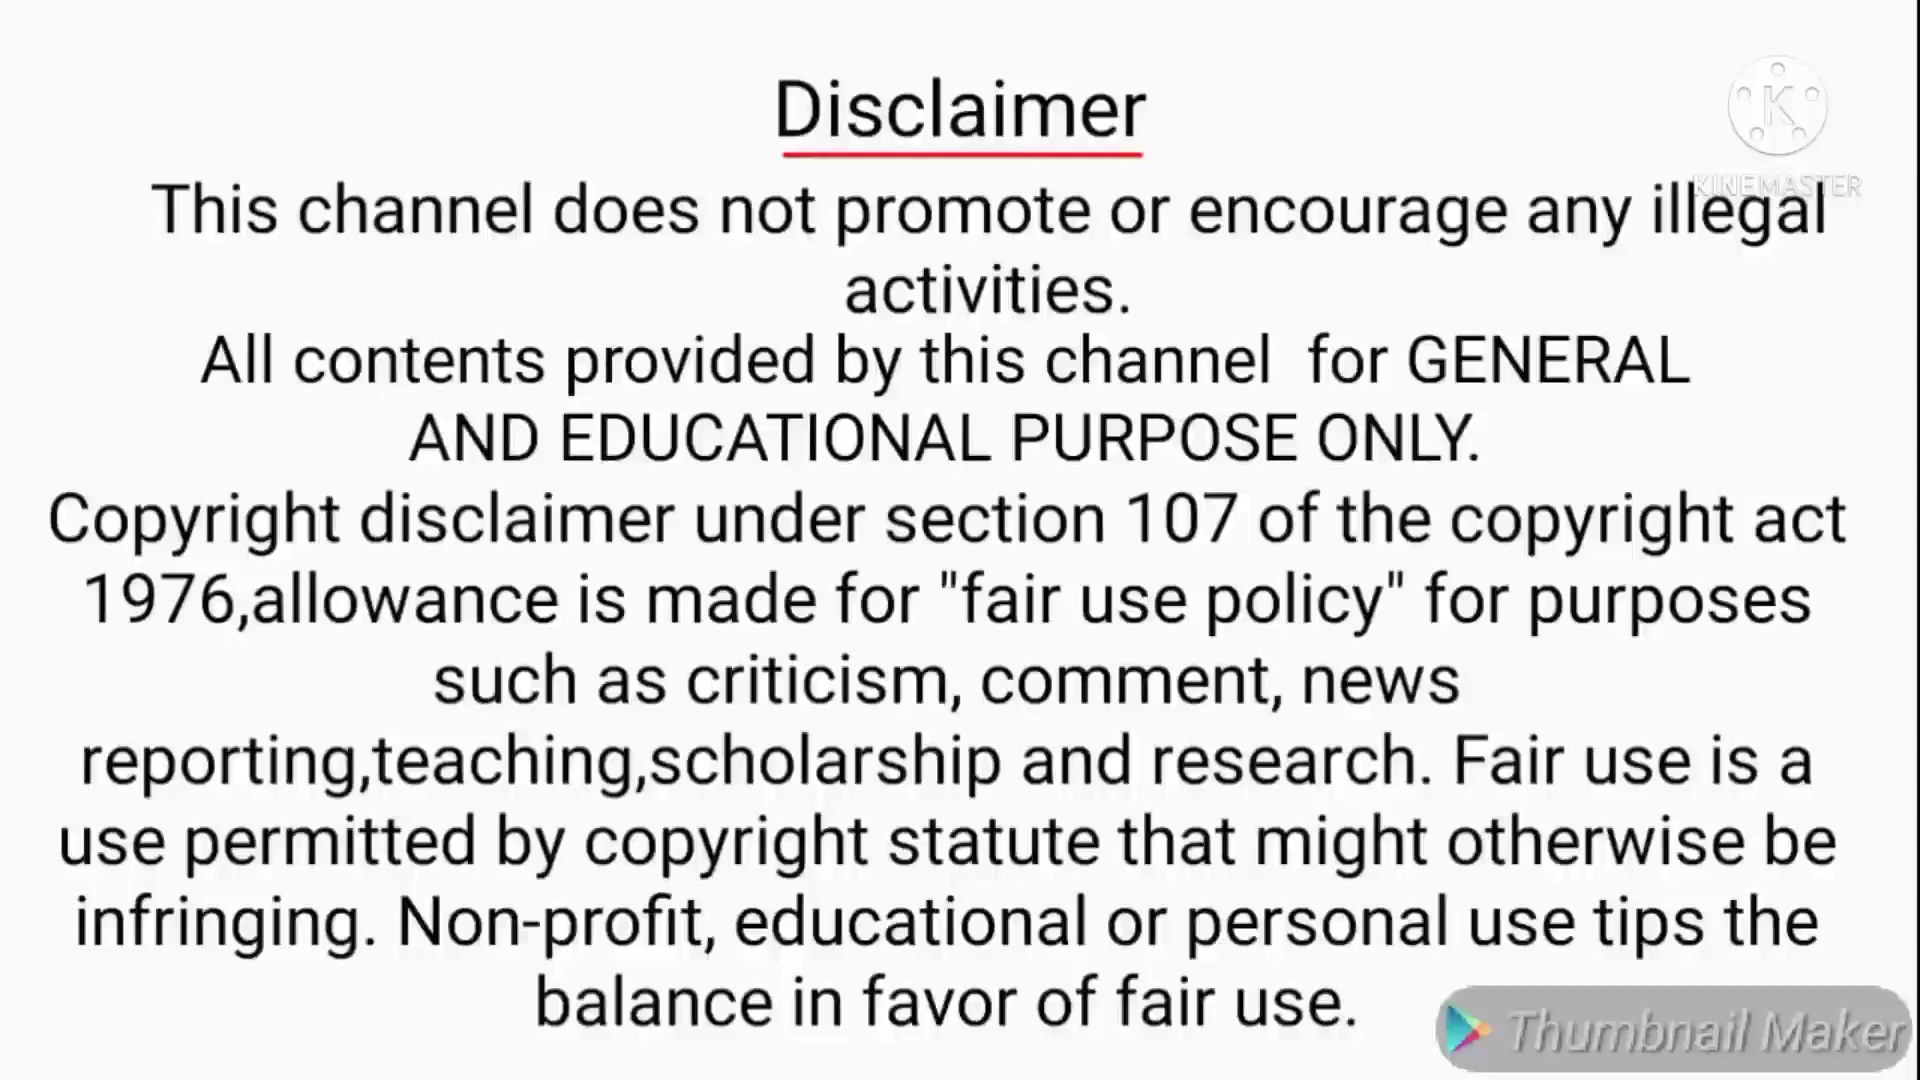 Disclaimer
KINEMASTER
This channel does not promote or encourage any illegal
activities.
All contents provided by this channel  for GENERAL
AND EDUCATIONAL PURPOSE ONLY.
Copyright disclaimer under section 107 of the copyright act
1976,allowance is made for "fair use policy" for purposes
such as criticism, comment, news
reporting,teaching,scholarship and research. Fair use is a
use permitted by copyright statute that might otherwise be
infringing. Non-profit, educational or personal use tips the
balance in favor of fair use.
Thumbnail Maker